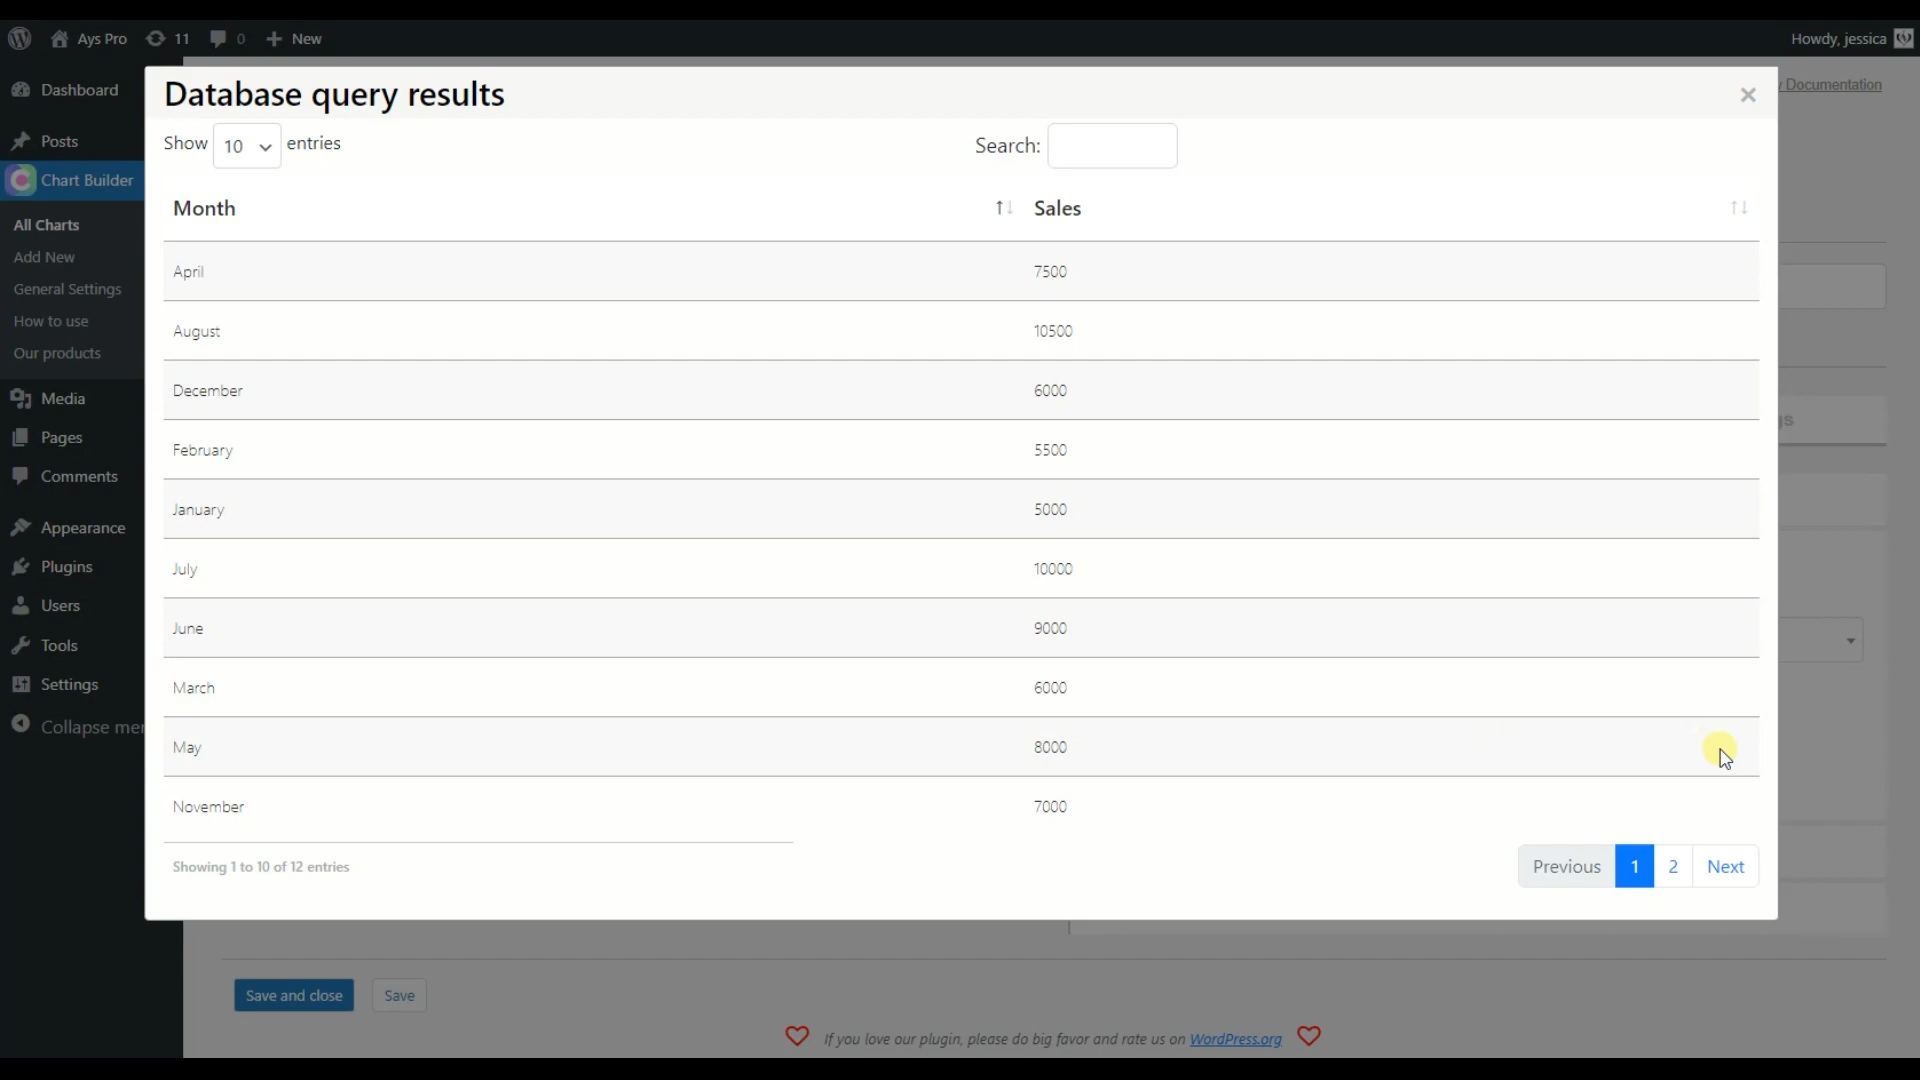 Ays Pro 11 0 New Howdy, jessica
Dashboard
Posts
Chart Builder
All Charts
Add New
General Settings
How to use
Our products
Media
Pages
Comments
Appearance
Plugins
Users
Tools
Settings
Collapse
Documentation
Database query results ×
Show 10 entries Search:
Month Sales
April 7500
August 10500
December 6000
February 5500
January 5000
July 10000
June 9000
March 6000
May 8000
November 7000
Showing 1 to 10 of 12 entries Previous 1 2 Next
Save and close Save
If you love our plugin, please do big favor and rate us on WordPress.org